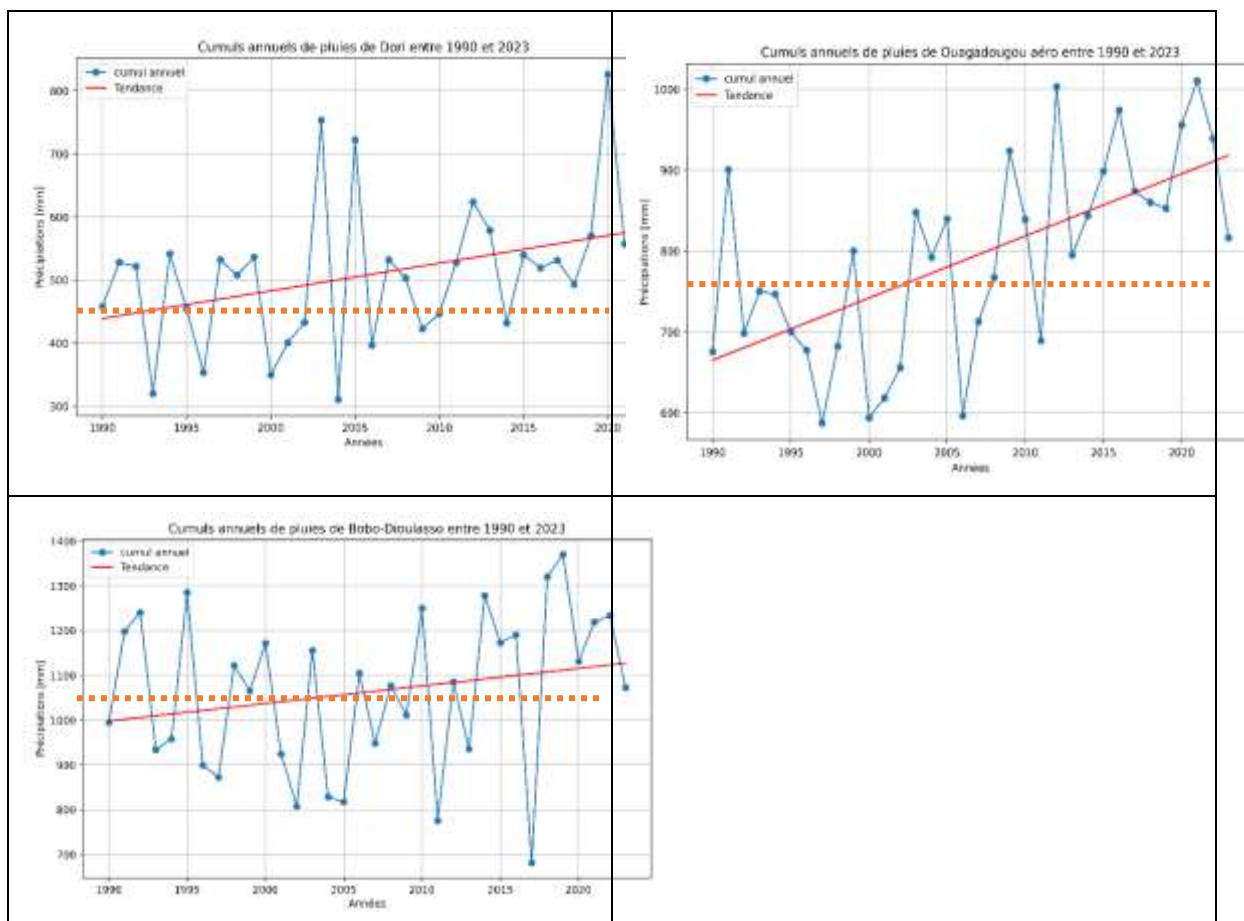 Cumuls annuels de pluies de Dori entre 1990 et 2023
cumul annuel
Tendance
800
700
600
500
400
300
Précipitations [mm]
1990 1995 2000 2005 2010 2015 2020
Années
Cumuls annuels de pluies de Ouagadougou aéro entre 1990 et 2023
cumul annuel
Tendance
1000
900
800
700
600
Précipitations [mm]
1990 1995 2000 2005 2010 2015 2020
Années
Cumuls annuels de pluies de Bobo-Dioulasso entre 1990 et 2023
cumul annuel
Tendance
1400
1300
1200
1100
1000
900
800
700
Précipitations [mm]
1990 1995 2000 2005 2010 2015 2020
Années